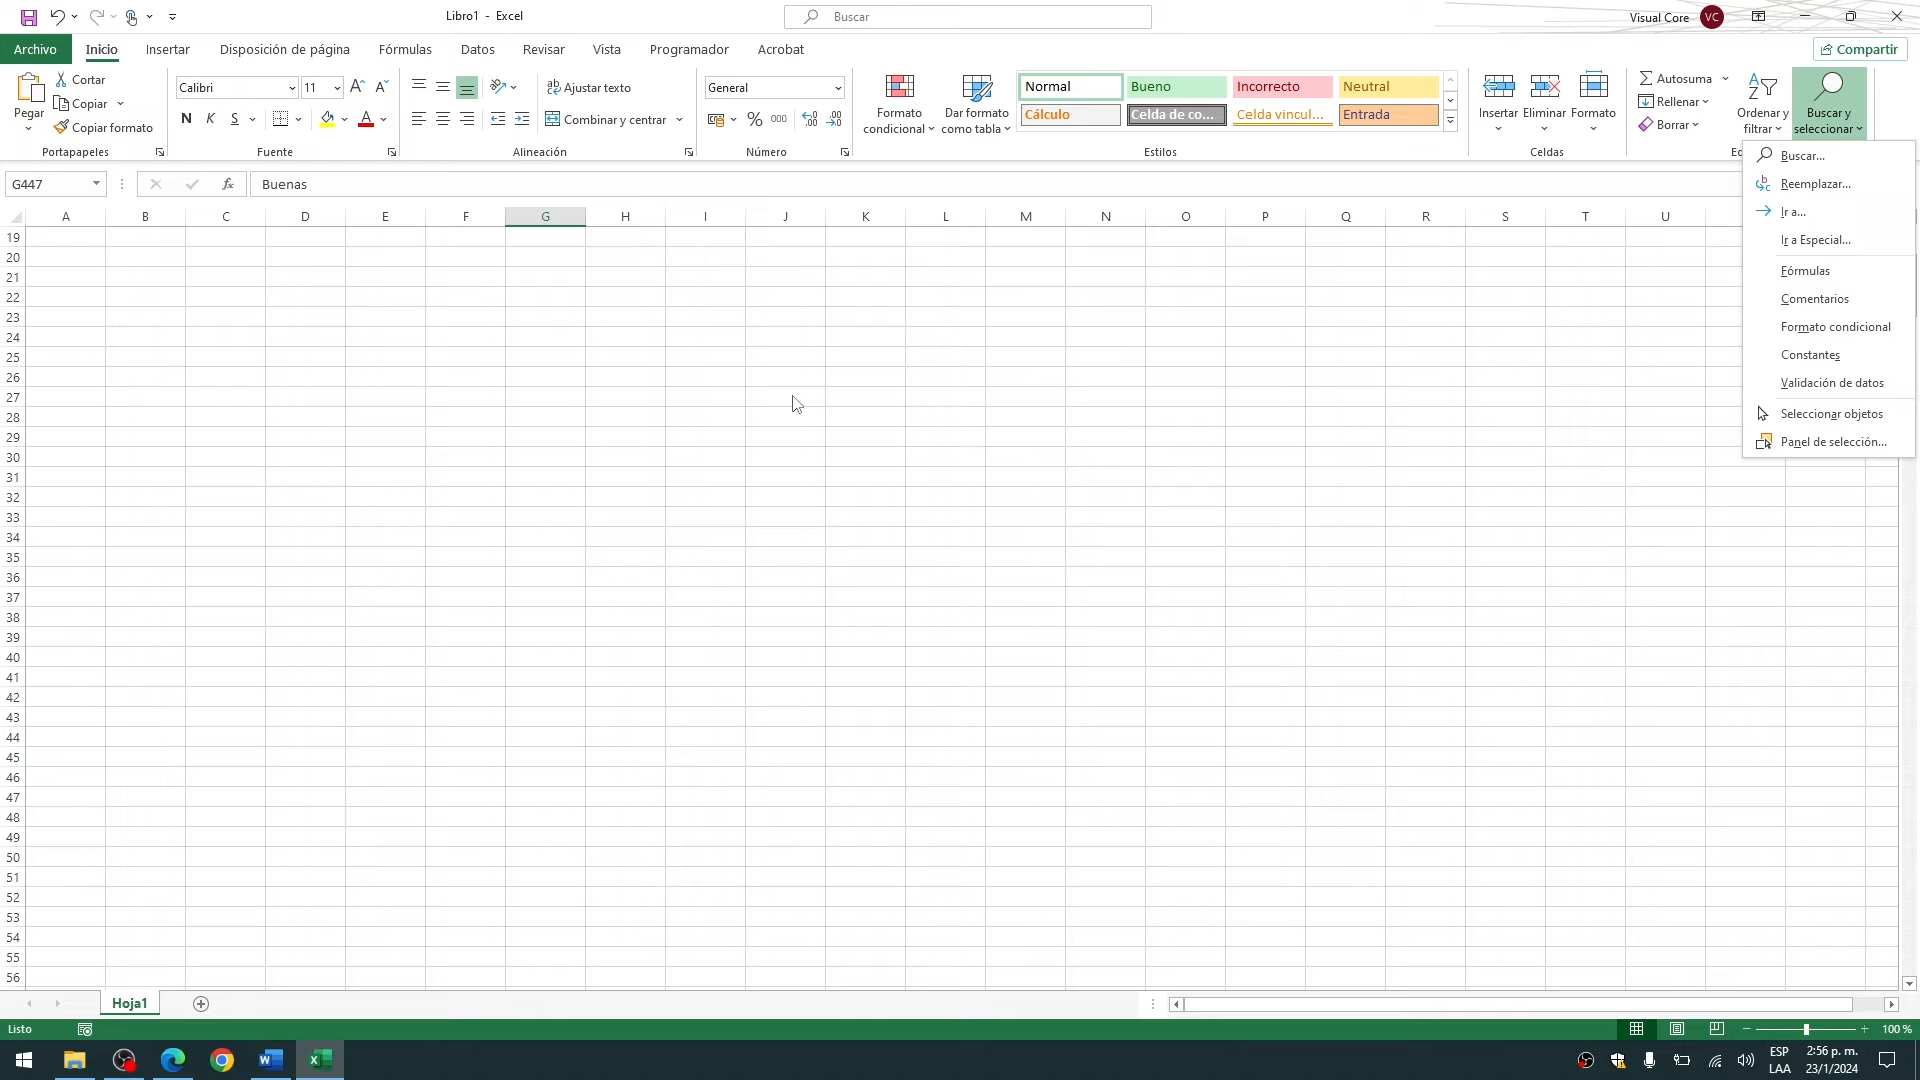 Libro1 - Excel
Buscar
Visual Core
VC
Archivo
Inicio
Insertar
Disposición de página
Fórmulas
Datos
Revisar
Vista
Programador
Acrobat
Compartir
Pegar
Cortar
Copiar
Copiar formato
Portapapeles
Calibri
11
N K S
Fuente
Ajustar texto
Combinar y centrar
Alineación
General
% 000
Número
Formato condicional
Dar formato como tabla
Normal
Bueno
Incorrecto
Neutral
Cálculo
Celda de co...
Celda vincul...
Entrada
Estilos
Insertar
Eliminar
Formato
Celdas
Autosuma
Rellenar
Borrar
Ordenar y filtrar
Buscar y seleccionar
Buscar...
Reemplazar...
Ir a...
Ir a Especial...
Fórmulas
Comentarios
Formato condicional
Constantes
Validación de datos
Seleccionar objetos
Panel de selección...
G447
fx
Buenas
A B C D E F G H I J K L M N O P Q R S T U
19
20
21
22
23
24
25
26
27
28
29
30
31
32
33
34
35
36
37
38
39
40
41
42
43
44
45
46
47
48
49
50
51
52
53
54
55
56
Hoja1
Listo
100 %
ESP
LAA
2:56 p. m.
23/1/2024